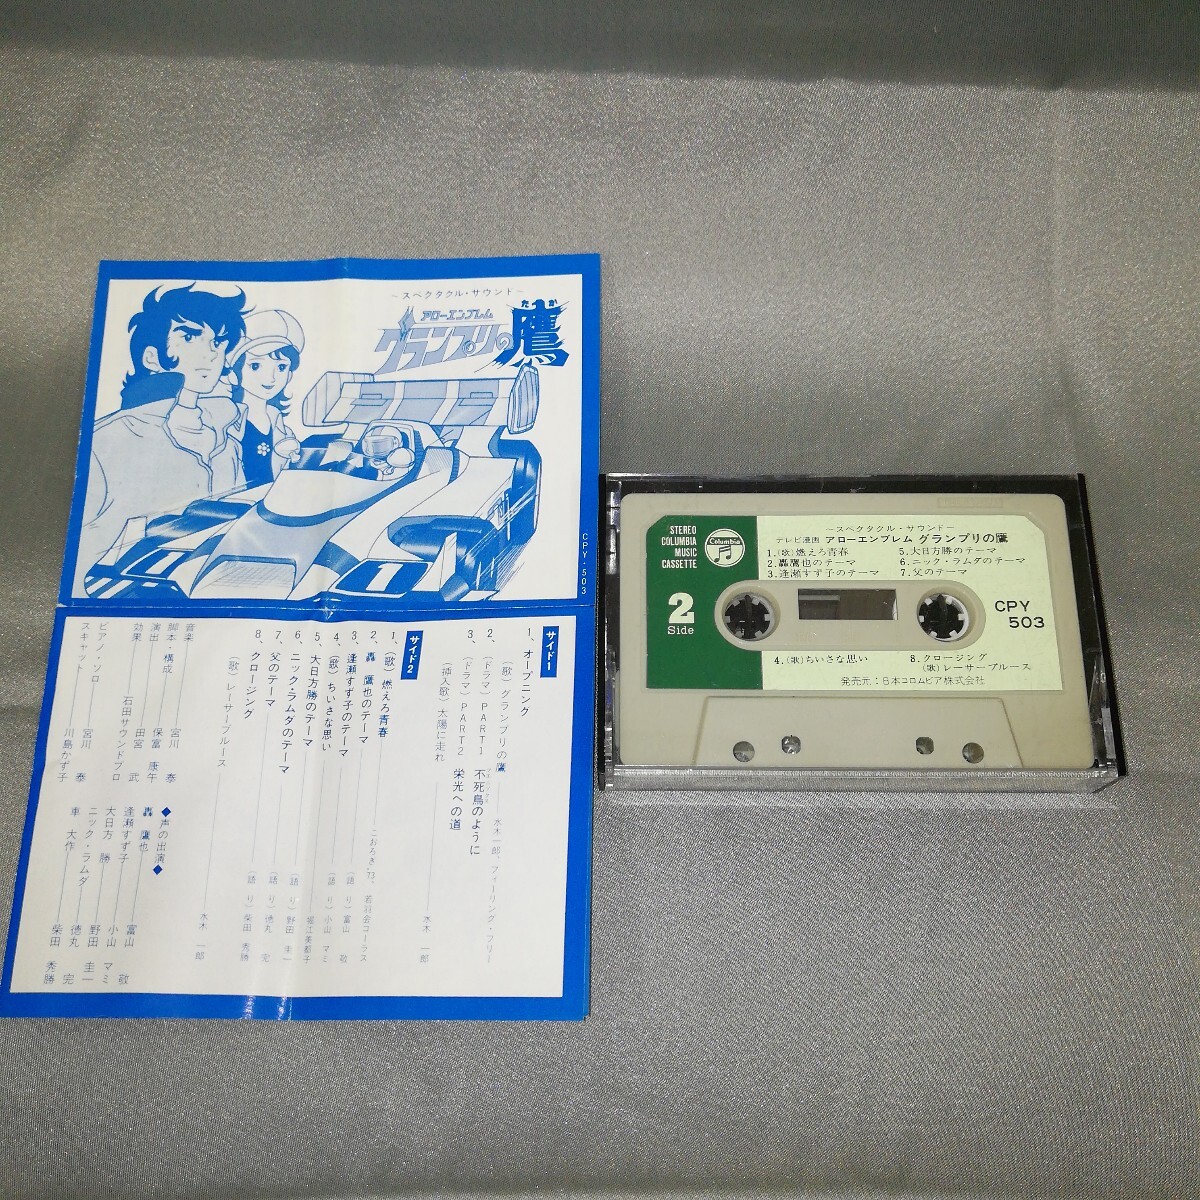 〜スペクタクル・サウンド〜
アローエンブレム
グランプリの鷹
たか
CPY・503
サイド1
1、オープニング
(歌)グランプリの鷹 水木一郎、フィーリング・フリー
2、(ドラマ)PART1 不死鳥のように
3、(ドラマ)PART2 栄光への道
(挿入歌)太陽に走れ 水木一郎
サイド2
1、(歌)燃えろ青春 こおろぎ'73、若羽会コーラス
2、轟鷹也のテーマ (語り)富山敬
3、逢瀬すず子のテーマ (語り)小山マミ
4、(歌)ちいさな思い 堀江美都子
5、大日方勝のテーマ (語り)野田圭一
6、ニック・ラムダのテーマ (語り)徳丸完
7、父のテーマ (語り)柴田秀勝
8、クロージング
(歌)レーサーブルース 水木一郎
音楽 宮川泰
脚本・構成 保富康午
演出 田宮武
効果 石田サウンドプロ
ピアノ・ソロ 宮川泰
スキャット 川島かず子
◆声の出演◆
轟鷹也 富山敬
逢瀬すず子 小山マミ
大日方勝 野田圭一
ニック・ラムダ 徳丸完
車大作 柴田秀勝
STEREO
COLUMBIA
MUSIC
CASSETTE
Columbia
2
Side
―スペクタクル・サウンド―
テレビ漫画 アローエンブレム グランプリの鷹
1.(歌)燃えろ青春 5.大日方勝のテーマ
2.轟鷹也のテーマ 6.ニック・ラムダのテーマ
3.逢瀬すず子のテーマ 7.父のテーマ
CPY
503
4.(歌)ちいさな思い 8.クロージング
(歌)レーサーブルース
発売元:日本コロムビア株式会社
1